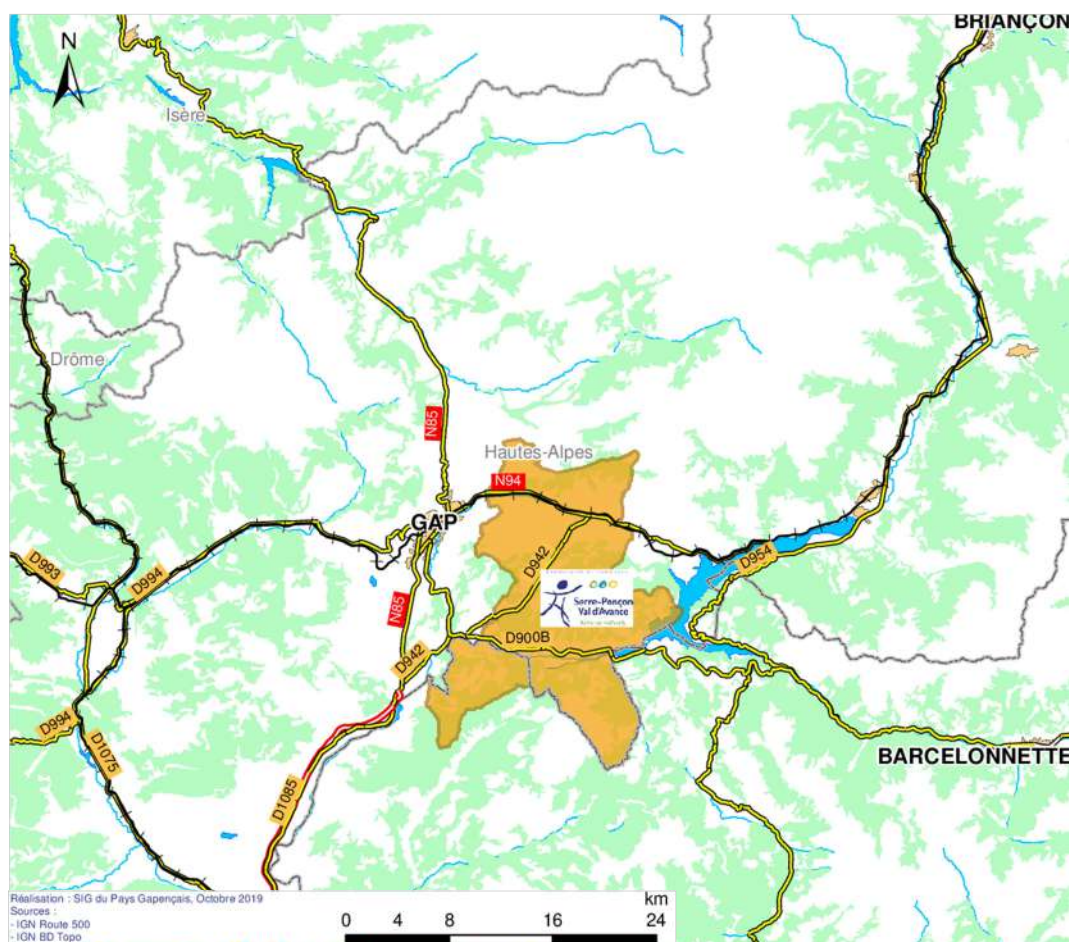 BRIANÇON
N
Isère
Drôme
N85
Hautes-Alpes
N94
GAP
D993
D994
D942
D954
Serre-Ponçon
Val d'Avance
N85
D942
D900B
D994
D1075
D1085
BARCELONNETTE
Réalisation : SIG du Pays Gapençais, Octobre 2019
Sources :
- IGN Route 500
- IGN BD Topo
km
0 4 8 16 24